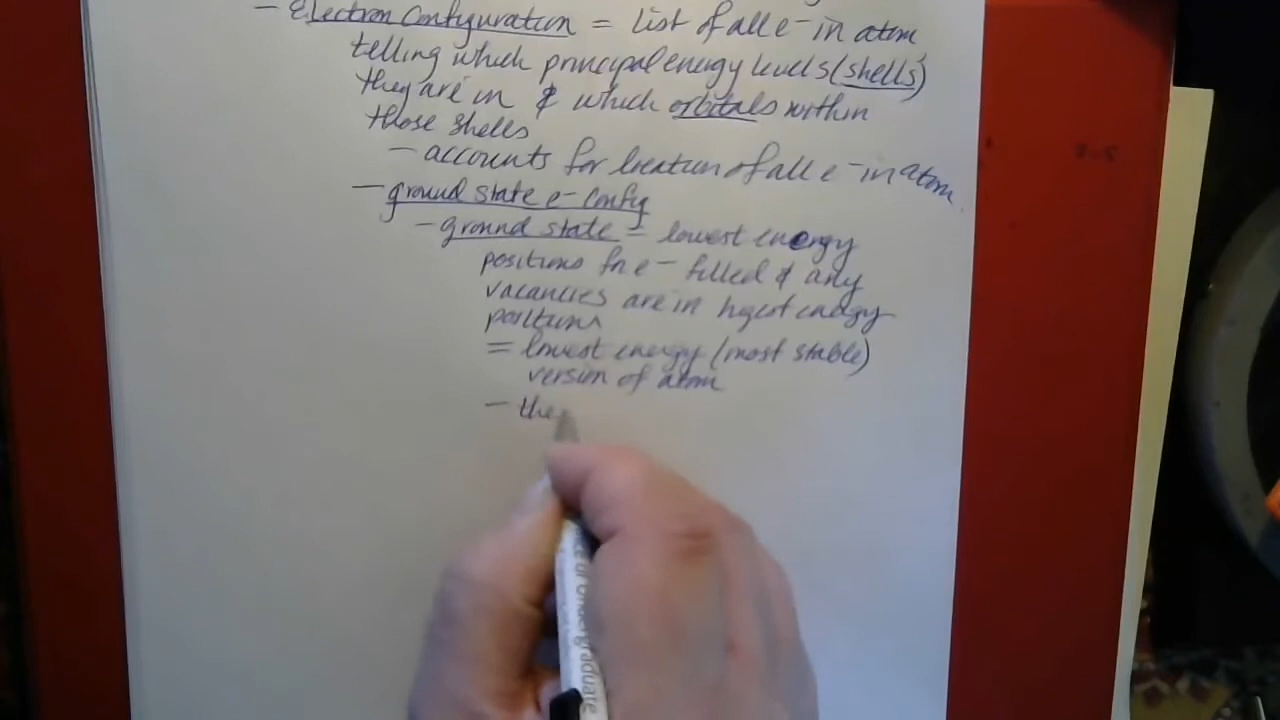 - Electron Configuration = list of all e- in atom
telling which principal energy levels (shells)
they are in & which orbitals within
those shells
- accounts for location of all e- in atom.
- ground state e- config
- ground state = lowest energy
positions for e- filled & any
vacancies are in higest energy
positions
= lowest energy (most stable)
version of atom
- the
Undergraduate